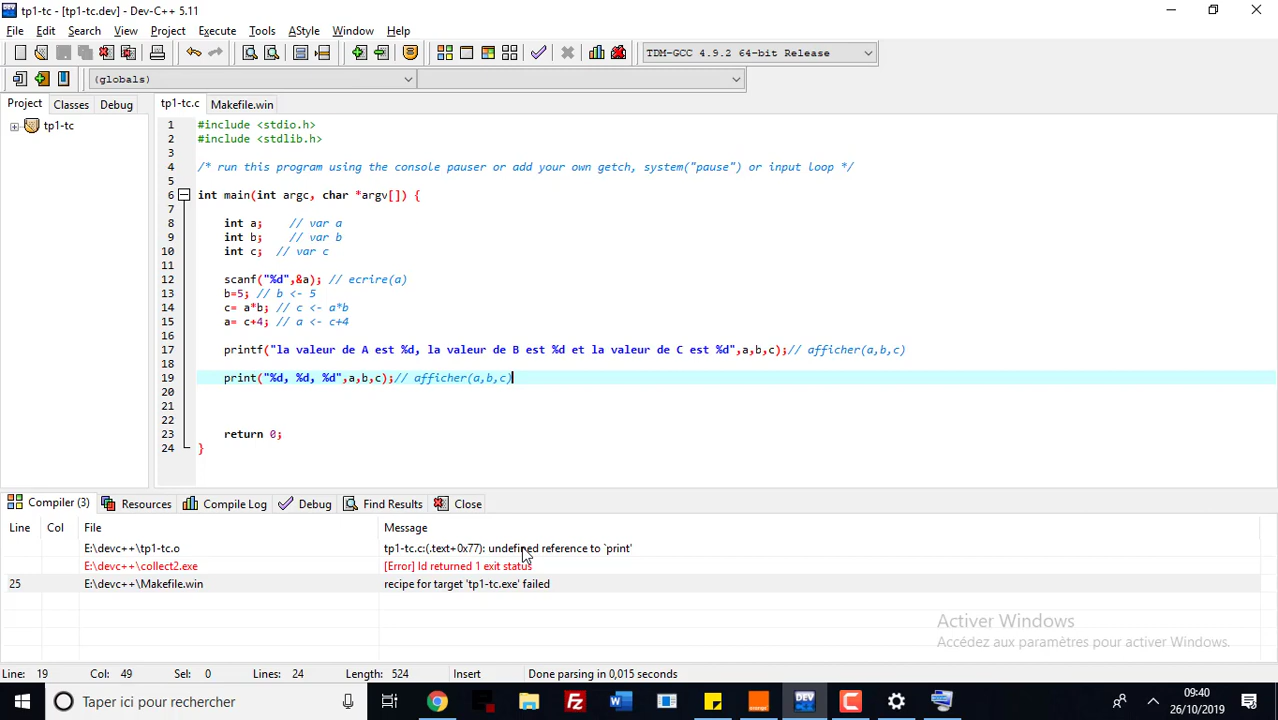 tp1-tc - [tp1-tc.dev] - Dev-C++ 5.11
File Edit Search View Project Execute Tools AStyle Window Help
TDM-GCC 4.9.2 64-bit Release
(globals)
Project Classes Debug tp1-tc.c Makefile.win
tp1-tc
1 #include <stdio.h>
2 #include <stdlib.h>
3
4 /* run this program using the console pauser or add your own getch, system("pause") or input loop */
5
6 int main(int argc, char *argv[]) {
7
8 int a; // var a
9 int b; // var b
10 int c; // var c
11
12 scanf("%d",&a); // ecrire(a)
13 b=5; // b <- 5
14 c= a*b; // c <- a*b
15 a= c+4; // a <- c+4
16
17 printf("la valeur de A est %d, la valeur de B est %d et la valeur de C est %d",a,b,c);// afficher(a,b,c)
18
19 print("%d, %d, %d",a,b,c);// afficher(a,b,c)
20
21
22
23 return 0;
24 }
Compiler (3) Resources Compile Log Debug Find Results Close
Line Col File Message
E:\devc++\tp1-tc.o tp1-tc.c:(.text+0x77): undefined reference to `print'
E:\devc++\collect2.exe [Error] ld returned 1 exit status
25 E:\devc++\Makefile.win recipe for target 'tp1-tc.exe' failed
Activer Windows
Accédez aux paramètres pour activer Windows.
Line: 19 Col: 49 Sel: 0 Lines: 24 Length: 524 Insert Done parsing in 0,015 seconds
Taper ici pour rechercher
09:40
26/10/2019